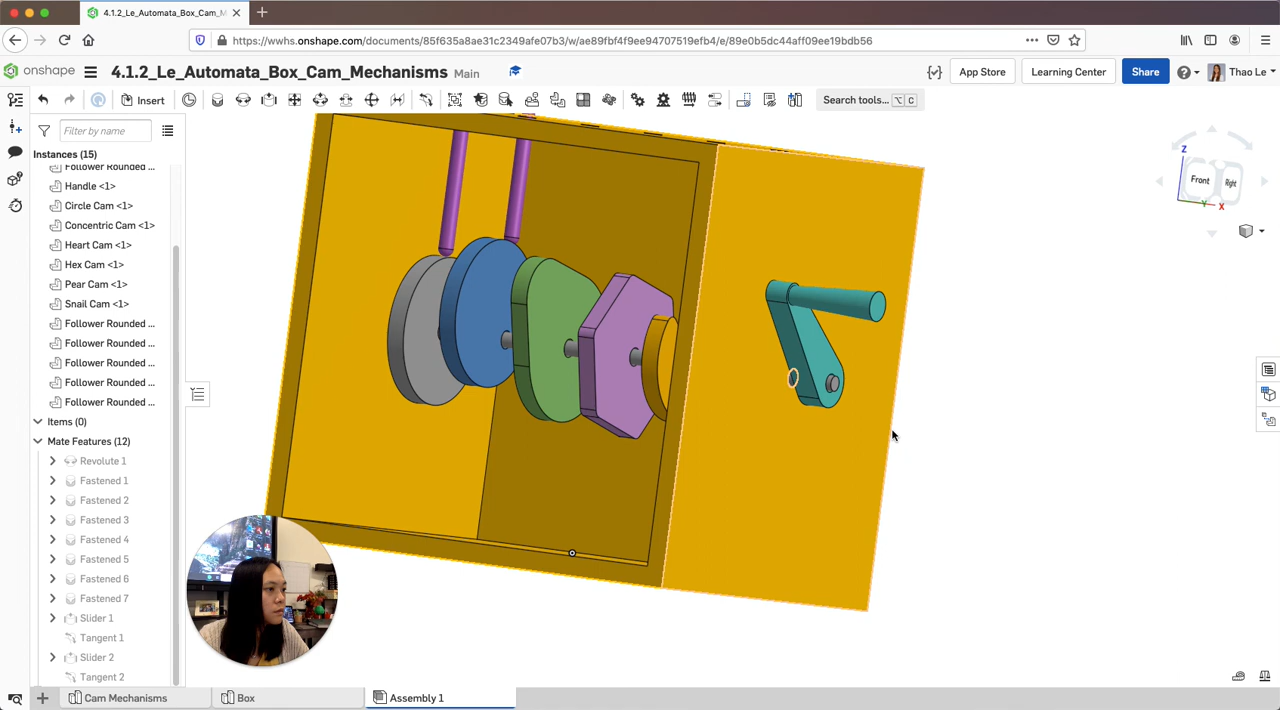 4.1.2_Le_Automata_Box_Cam_M
https://wwhs.onshape.com/documents/85f635a8ae31c2349afe07b3/w/ae89fbf4f9ee94707519efb4/e/89e0b5dc44aff09ee19bdb56
onshape
4.1.2_Le_Automata_Box_Cam_Mechanisms Main
App Store
Learning Center
Share
Thao Le
Insert
Search tools...
⌥ C
Filter by name
Instances (15)
Follower Rounded ...
Handle <1>
Circle Cam <1>
Concentric Cam <1>
Heart Cam <1>
Hex Cam <1>
Pear Cam <1>
Snail Cam <1>
Follower Rounded ...
Follower Rounded ...
Follower Rounded ...
Follower Rounded ...
Follower Rounded ...
Items (0)
Mate Features (12)
Revolute 1
Fastened 1
Fastened 2
Fastened 3
Fastened 4
Fastened 5
Fastened 6
Fastened 7
Slider 1
Tangent 1
Slider 2
Tangent 2
Z
Front
Right
Y
X
Cam Mechanisms
Box
Assembly 1